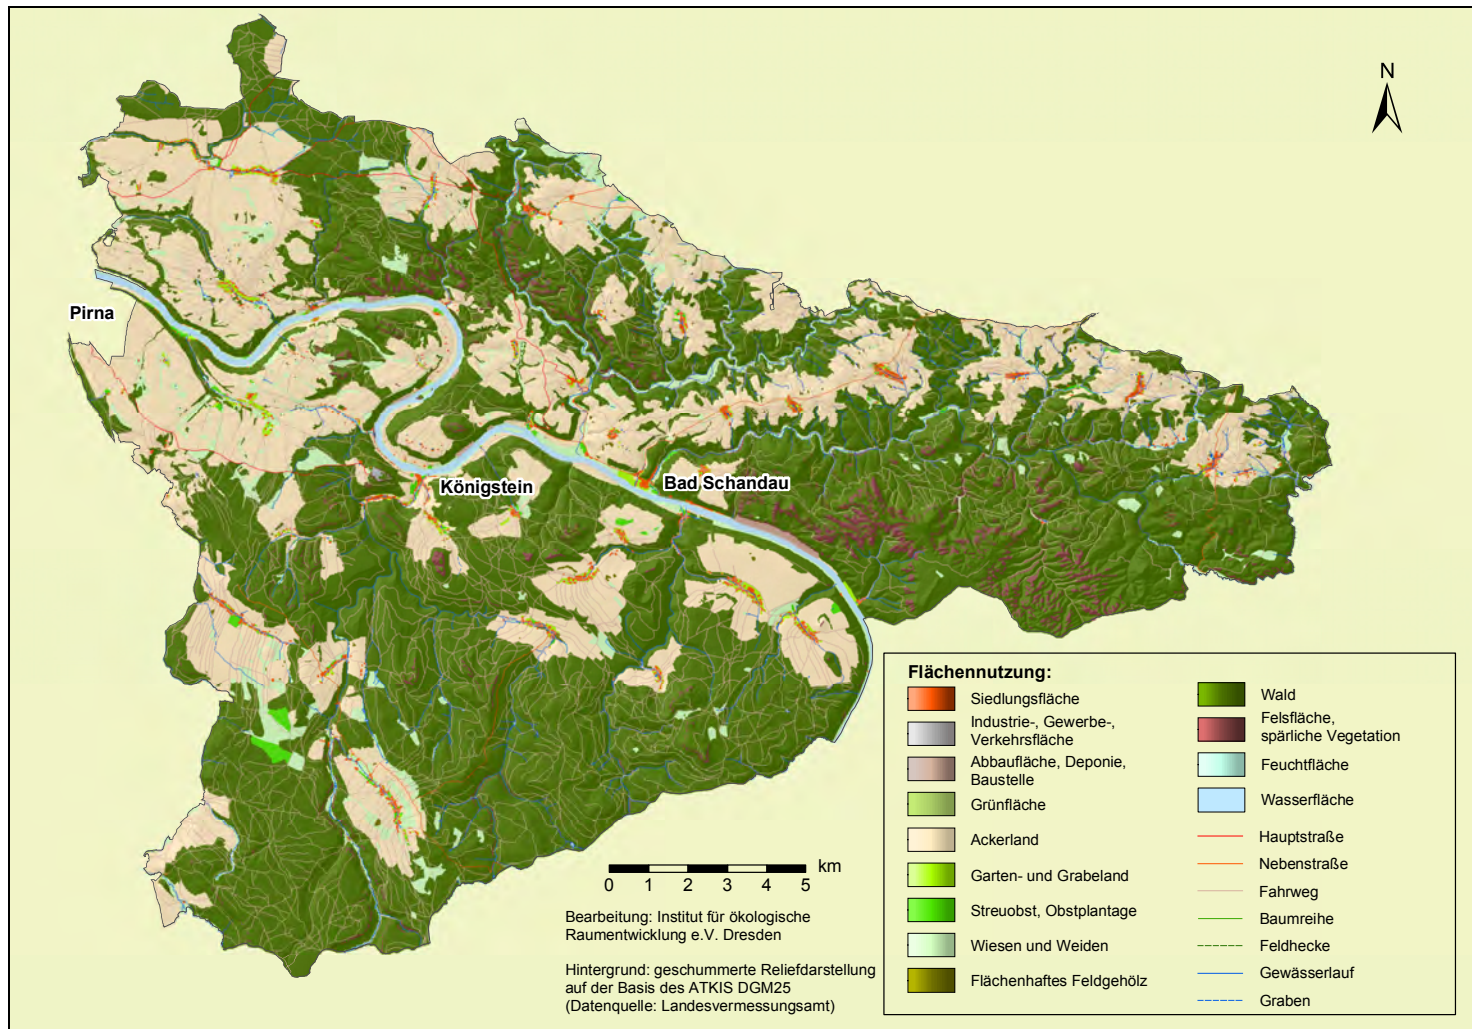 N
Pirna
Königstein
Bad Schandau
km
0 1 2 3 4 5
Bearbeitung: Institut für ökologische
Raumentwicklung e.V. Dresden
Hintergrund: geschummerte Reliefdarstellung
auf der Basis des ATKIS DGM25
(Datenquelle: Landesvermessungsamt)
Flächennutzung:
Siedlungsfläche
Industrie-, Gewerbe-,
Verkehrsfläche
Abbaufläche, Deponie,
Baustelle
Grünfläche
Ackerland
Garten- und Grabeland
Streuobst, Obstplantage
Wiesen und Weiden
Flächenhaftes Feldgehölz
Wald
Felsfläche,
spärliche Vegetation
Feuchtfläche
Wasserfläche
Hauptstraße
Nebenstraße
Fahrweg
Baumreihe
Feldhecke
Gewässerlauf
Graben